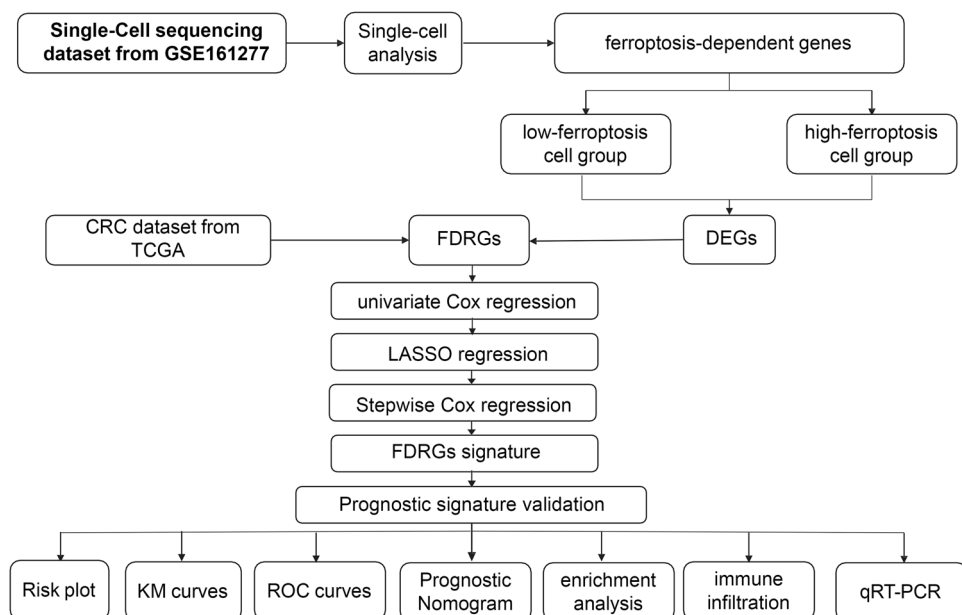 Single-Cell sequencing
dataset from GSE161277
Single-cell
analysis
ferroptosis-dependent genes
low-ferroptosis
cell group
high-ferroptosis
cell group
CRC dataset from
TCGA
FDRGs
DEGs
univariate Cox regression
LASSO regression
Stepwise Cox regression
FDRGs signature
Prognostic signature validation
Risk plot
KM curves
ROC curves
Prognostic
Nomogram
enrichment
analysis
immune
infiltration
qRT-PCR